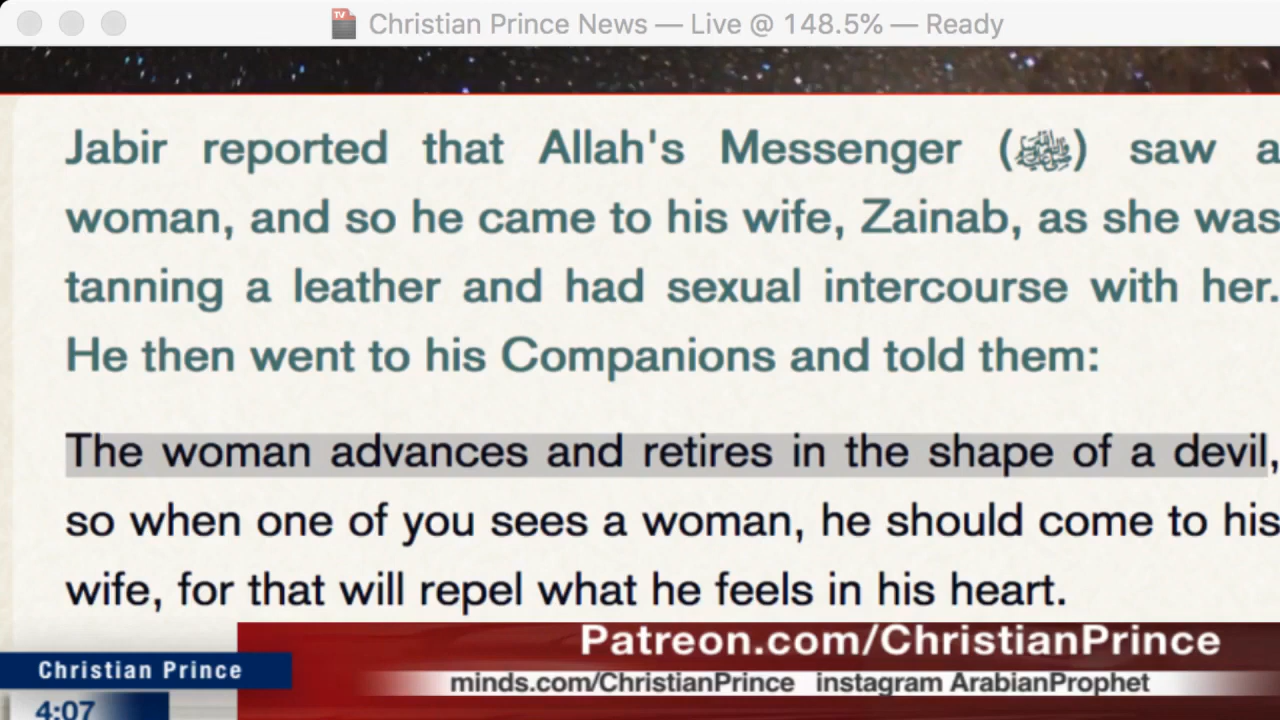 TV
Christian Prince News — Live @ 148.5% — Ready
Jabir reported that Allah's Messenger (ﷺ) saw a
woman, and so he came to his wife, Zainab, as she was
tanning a leather and had sexual intercourse with her.
He then went to his Companions and told them:
The woman advances and retires in the shape of a devil,
so when one of you sees a woman, he should come to his
wife, for that will repel what he feels in his heart.
Patreon.com/ChristianPrince
Christian Prince
minds.com/ChristianPrince instagram ArabianProphet
4:07